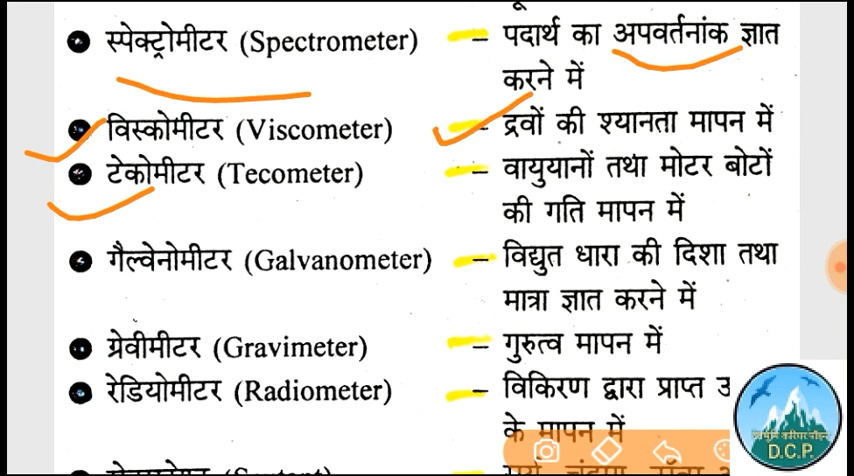 स्पेक्ट्रोमीटर (Spectrometer) – पदार्थ का अपवर्तनांक ज्ञात
करने में
विस्कोमीटर (Viscometer) – द्रवों की श्यानता मापन में
टेकोमीटर (Tecometer) – वायुयानों तथा मोटर बोटों
की गति मापन में
गैल्वेनोमीटर (Galvanometer) – विद्युत धारा की दिशा तथा
मात्रा ज्ञात करने में
ग्रेवीमीटर (Gravimeter) – गुरुत्व मापन में
रेडियोमीटर (Radiometer) – विकिरण द्वारा प्राप्त
के मापन में
D.C.P.